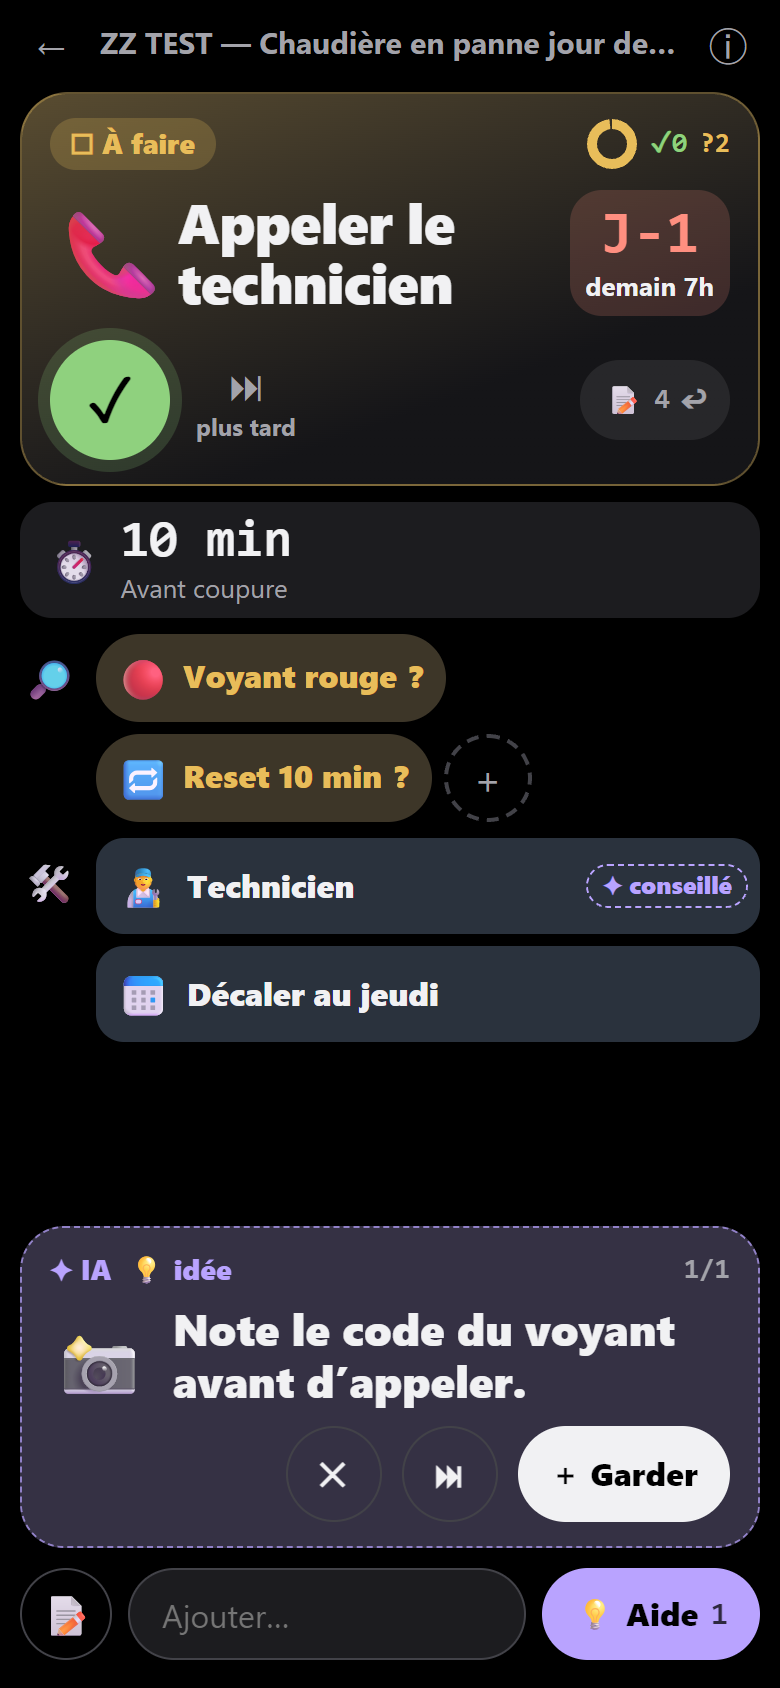 ← ZZ TEST — Chaudière en panne jour de… ⓘ
☐ À faire
✓0 ?2
Appeler le
technicien
J-1
demain 7h
✓
⏭
plus tard
4 ↩
10 min
Avant coupure
Voyant rouge ?
Reset 10 min ?
+
Technicien
✦ conseillé
Décaler au jeudi
✦ IA 💡 idée
1/1
Note le code du voyant
avant d’appeler.
✕
⏭
+ Garder
Ajouter…
Aide 1